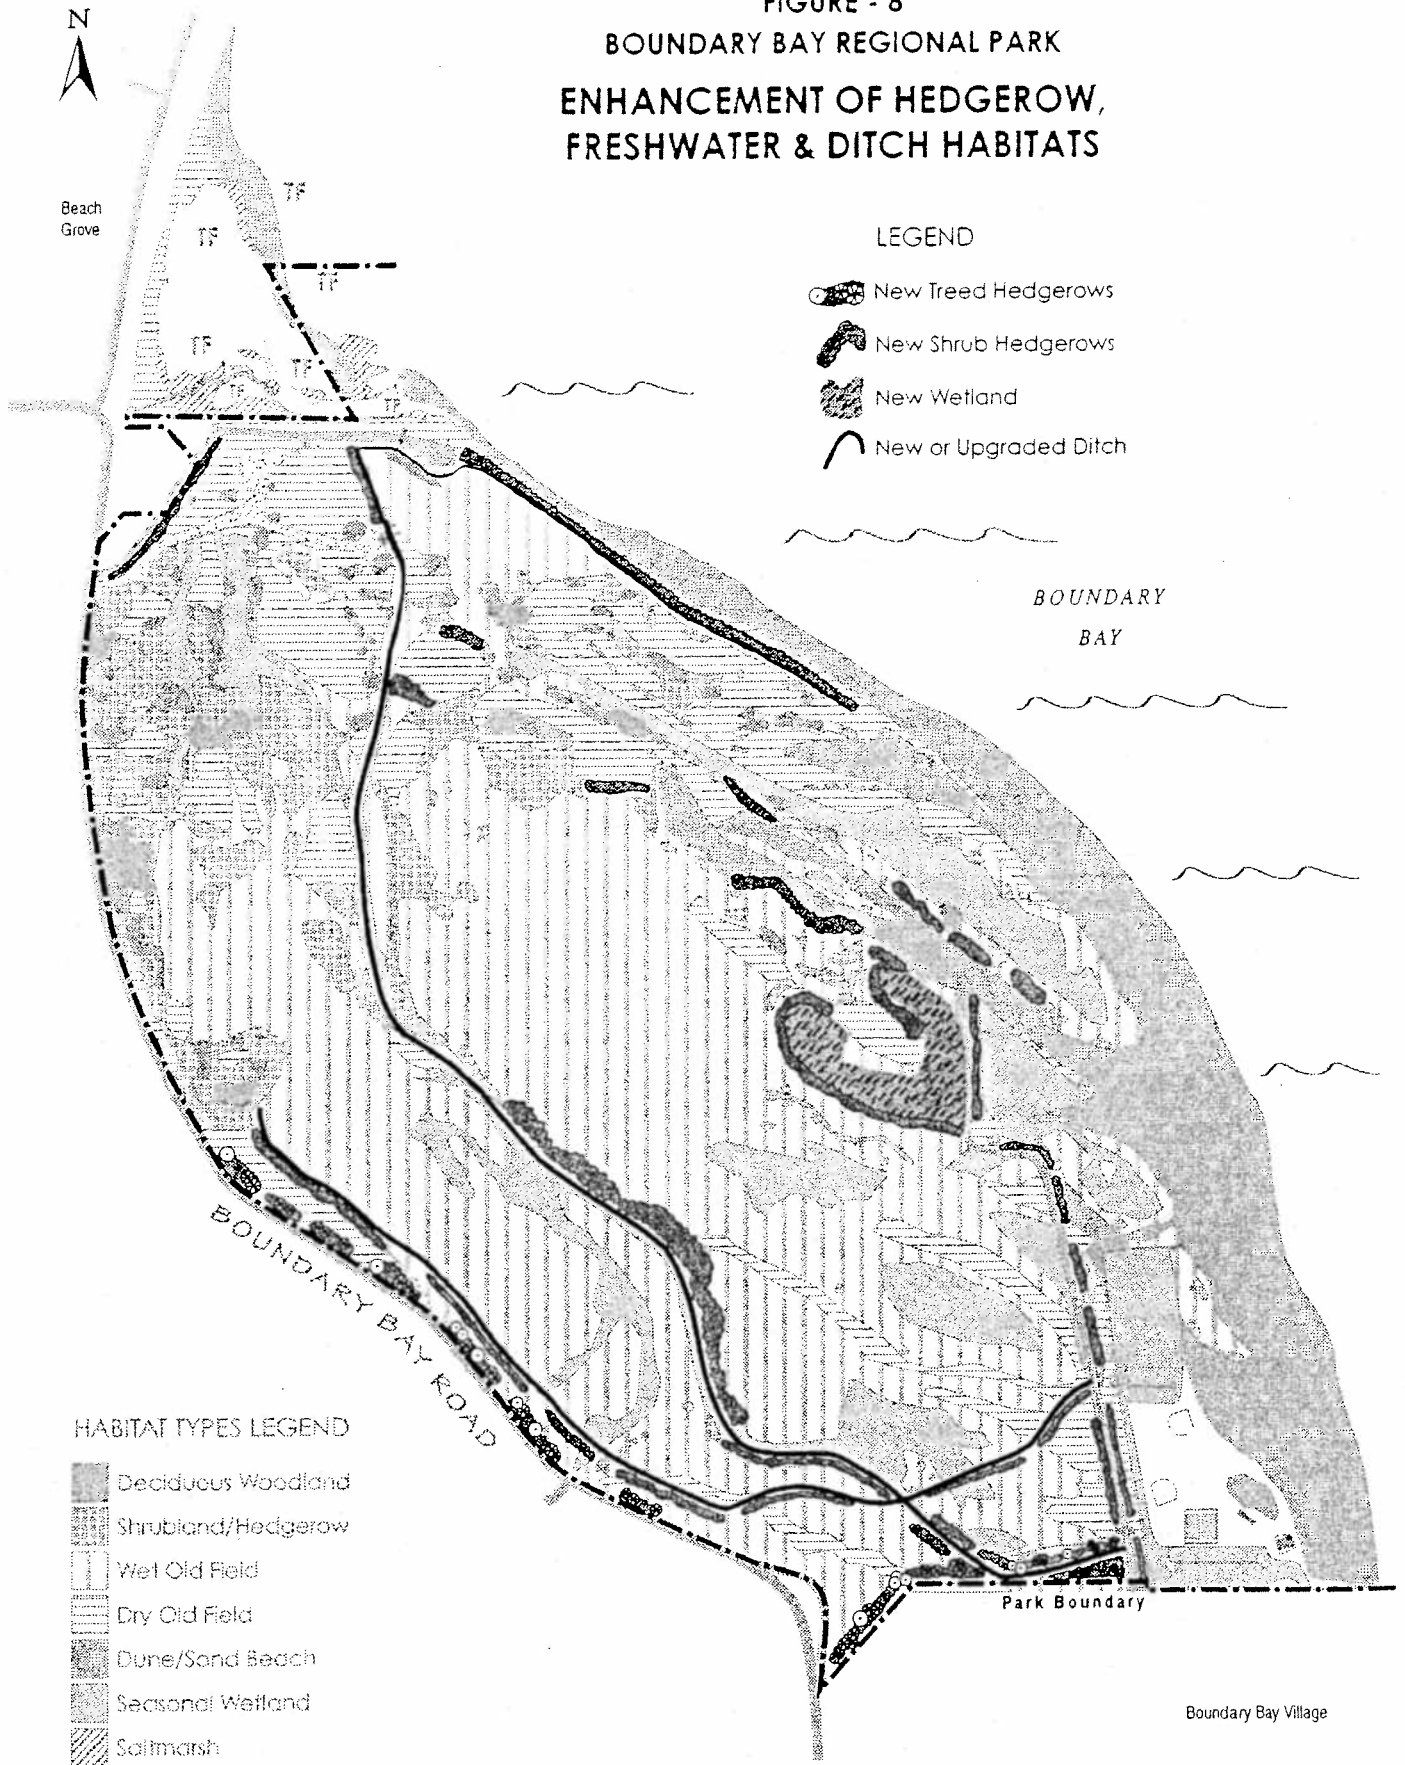 FIGURE - 8
BOUNDARY BAY REGIONAL PARK
ENHANCEMENT OF HEDGEROW,
FRESHWATER & DITCH HABITATS
N
Beach
Grove
TF
TF
TF
TF
TF
TF
TF
LEGEND
New Treed Hedgerows
New Shrub Hedgerows
New Wetland
New or Upgraded Ditch
BOUNDARY
BAY
BOUNDARY BAY ROAD
HABITAT TYPES LEGEND
Deciduous Woodland
Shrubland/Hedgerow
Wet Old Field
Dry Old Field
Dune/Sand Beach
Seasonal Wetland
Saltmarsh
Park Boundary
Boundary Bay Village